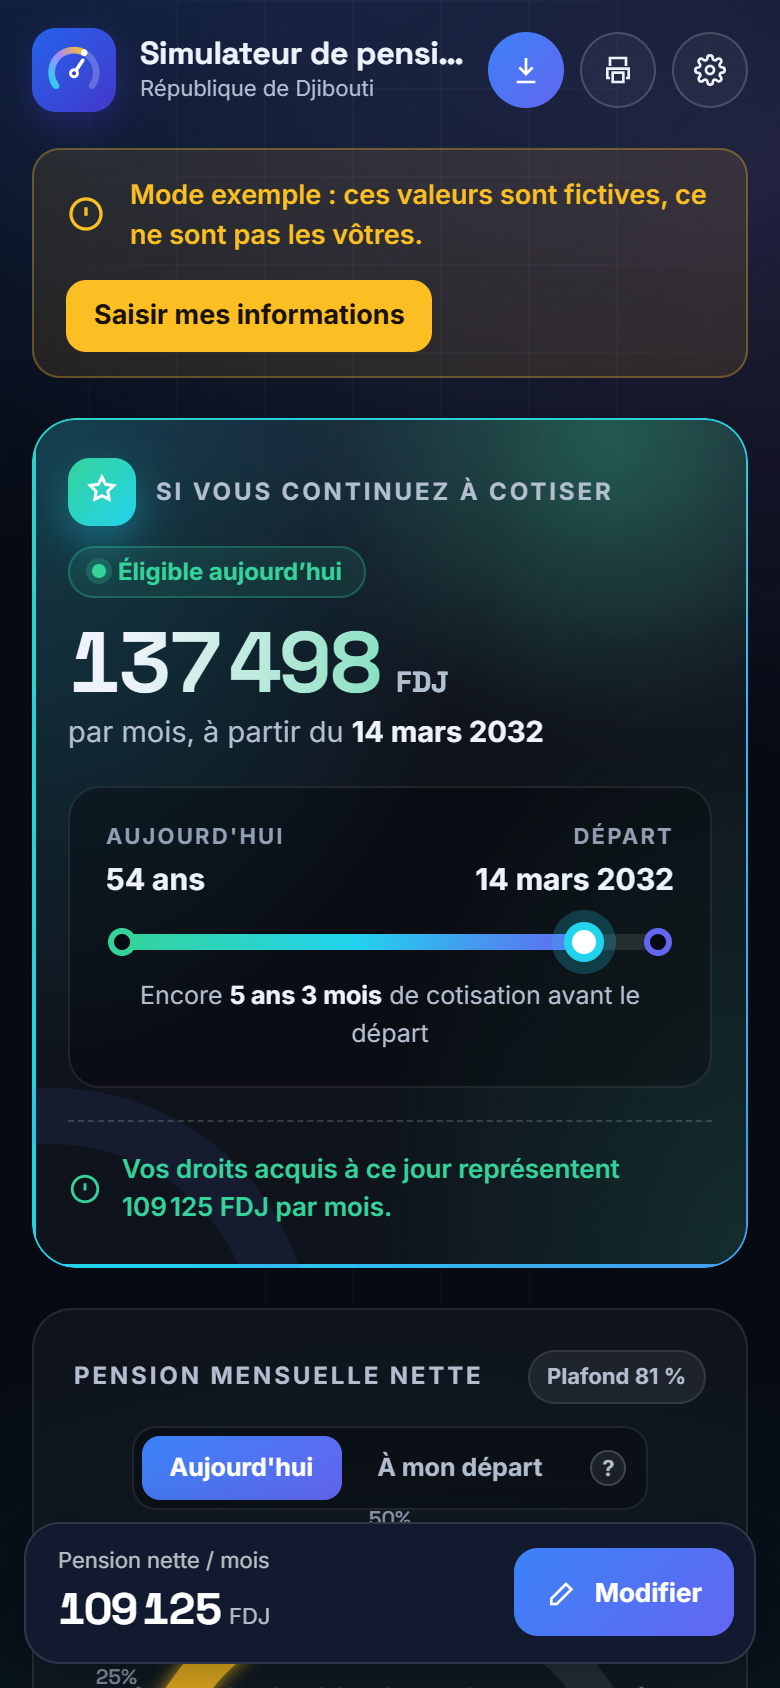 Simulateur de pensi...
République de Djibouti
Mode exemple : ces valeurs sont fictives, ce
ne sont pas les vôtres.
Saisir mes informations
SI VOUS CONTINUEZ À COTISER
Éligible aujourd’hui
137 498 FDJ
par mois, à partir du 14 mars 2032
AUJOURD'HUI
DÉPART
54 ans
14 mars 2032
Encore 5 ans 3 mois de cotisation avant le
départ
Vos droits acquis à ce jour représentent
109 125 FDJ par mois.
PENSION MENSUELLE NETTE
Plafond 81 %
Aujourd'hui
À mon départ
?
50%
Pension nette / mois
109 125 FDJ
Modifier
25%